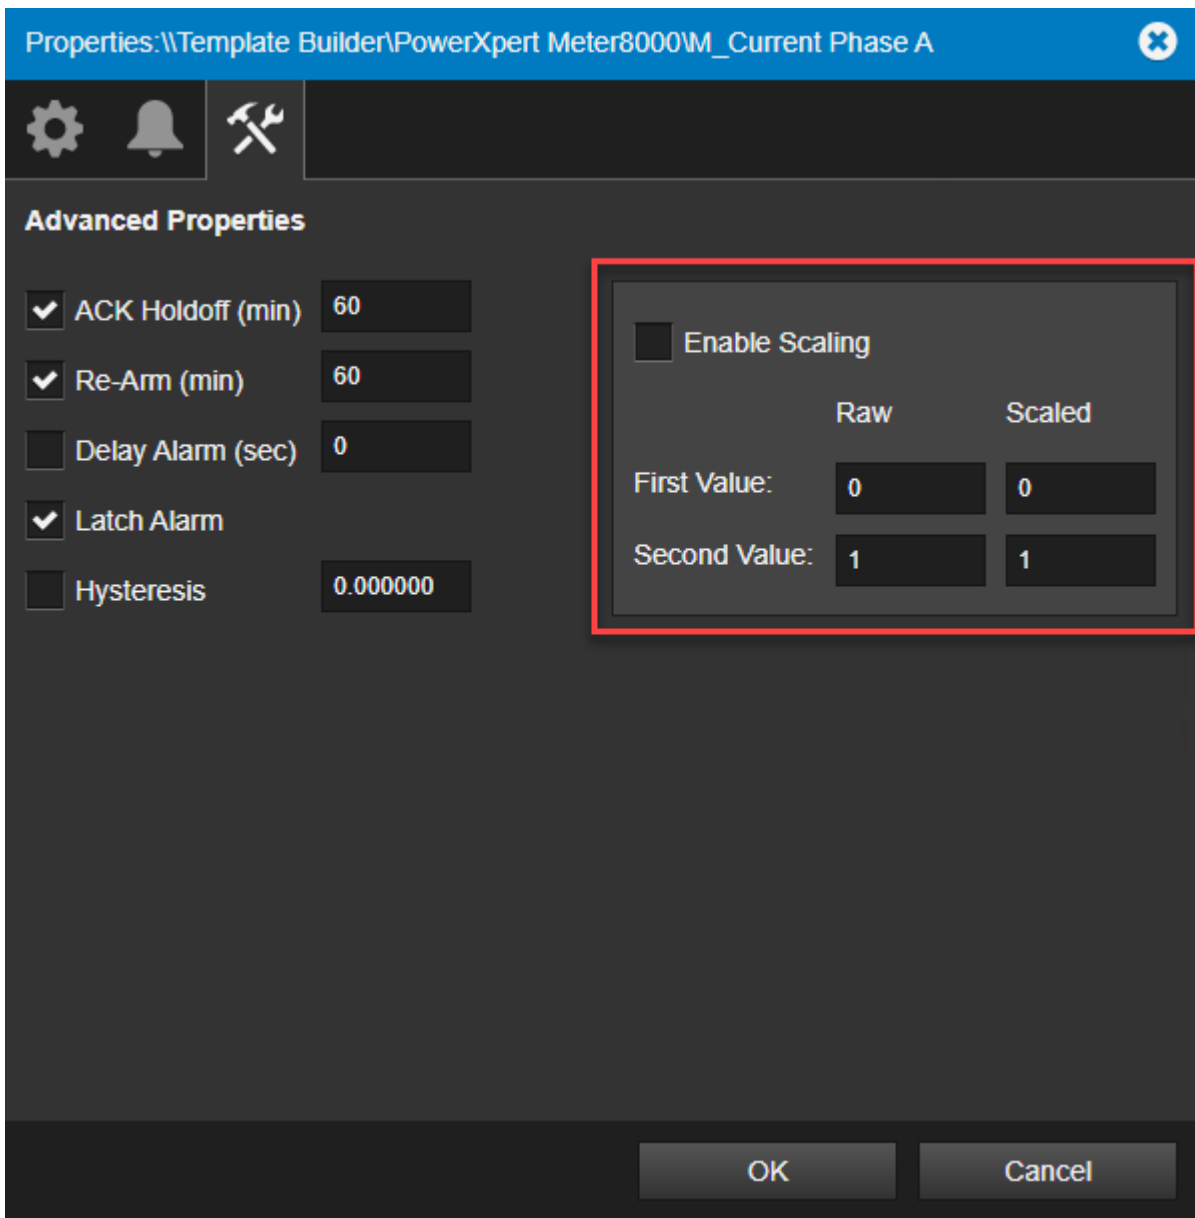 Properties:\\Template Builder\PowerXpert Meter8000\M_Current Phase A
Advanced Properties
ACK Holdoff (min) 60
Re-Arm (min) 60
Delay Alarm (sec) 0
Latch Alarm
Hysteresis 0.000000
Enable Scaling
Raw Scaled
First Value: 0 0
Second Value: 1 1
OK Cancel